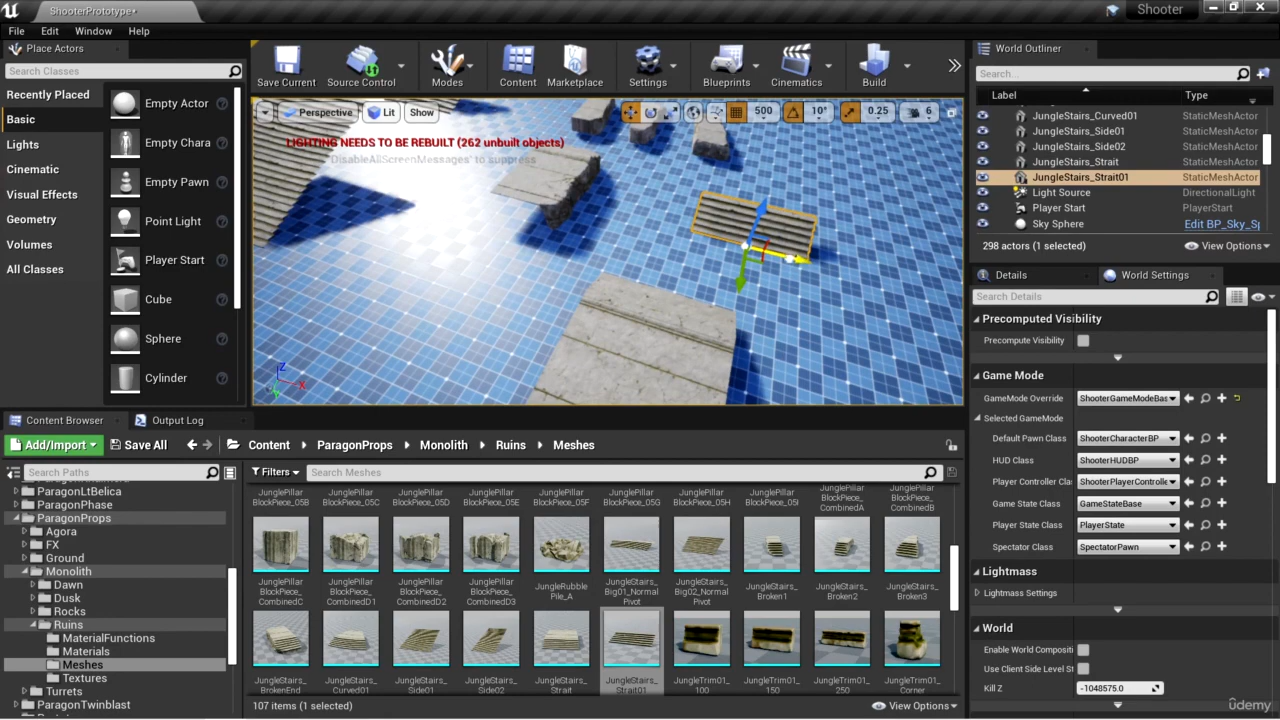 ShooterPrototype•
Shooter
File Edit Window Help
Place Actors
Search Classes
Recently Placed
Basic
Lights
Cinematic
Visual Effects
Geometry
Volumes
All Classes
Empty Actor
Empty Chara
Empty Pawn
Point Light
Player Start
Cube
Sphere
Cylinder
Save Current
Source Control
Modes
Content
Marketplace
Settings
Blueprints
Cinematics
Build
Perspective
Lit
Show
500
10°
0.25
6
LIGHTING NEEDS TO BE REBUILT (262 unbuilt objects)
'DisableAllScreenMessages' to suppress
Z
X
Y
World Outliner
Search...
Label Type
JungleStairs_Curved01 StaticMeshActor
JungleStairs_Side01 StaticMeshActor
JungleStairs_Side02 StaticMeshActor
JungleStairs_Strait StaticMeshActor
JungleStairs_Strait01 StaticMeshActor
Light Source DirectionalLight
Player Start PlayerStart
Sky Sphere Edit BP_Sky_S
298 actors (1 selected)
View Options
Details
World Settings
Search Details
Precomputed Visibility
Precompute Visibility
Game Mode
GameMode Override ShooterGameModeBas
Selected GameMode
Default Pawn Class ShooterCharacterBP
HUD Class ShooterHUDBP
Player Controller Clas ShooterPlayerControlle
Game State Class GameStateBase
Player State Class PlayerState
Spectator Class SpectatorPawn
Lightmass
Lightmass Settings
World
Enable World Compositi
Use Client Side Level St
Kill Z -1048575.0
Content Browser
Output Log
Add/Import
Save All
Content ParagonProps Monolith Ruins Meshes
Search Paths
Filters
Search Meshes
ParagonLtBelica
ParagonPhase
ParagonProps
Agora
FX
Ground
Monolith
Dawn
Dusk
Rocks
Ruins
MaterialFunctions
Materials
Meshes
Textures
Turrets
ParagonTwinblast
JunglePillar BlockPiece_05B
JunglePillar BlockPiece_05C
JunglePillar BlockPiece_05D
JunglePillar BlockPiece_05E
JunglePillar BlockPiece_05F
JunglePillar BlockPiece_05G
JunglePillar BlockPiece_05H
JunglePillar BlockPiece_05I
BlockPiece_ CombinedA
BlockPiece_ CombinedB
JunglePillar BlockPiece_ CombinedC
JunglePillar BlockPiece_ CombinedD1
JunglePillar BlockPiece_ CombinedD2
JunglePillar BlockPiece_ CombinedD3
JungleRubble Pile_A
JungleStairs_ Big01_Normal Pivot
JungleStairs_ Big02_Normal Pivot
JungleStairs_ Broken1
JungleStairs_ Broken2
JungleStairs_ Broken3
JungleStairs_ BrokenEnd
JungleStairs_ Curved01
JungleStairs_ Side01
JungleStairs_ Side02
JungleStairs_ Strait
JungleStairs_ Strait01
JungleTrim01_ 100
JungleTrim01_ 150
JungleTrim01_ 250
JungleTrim01_ Corner
107 items (1 selected)
View Options
ûdemy